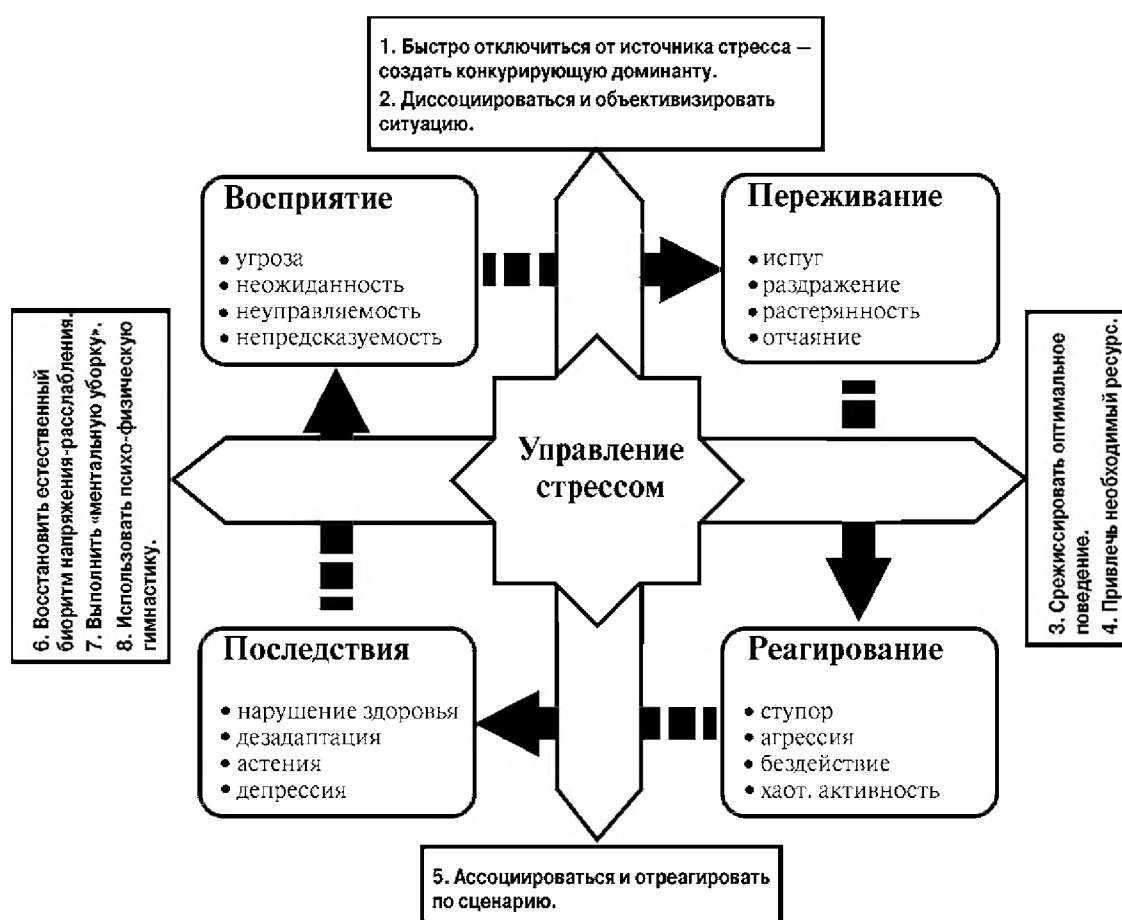 1. Быстро отключиться от источника стресса —
создать конкурирующую доминанту.
2. Диссоциироваться и объективизировать
ситуацию.
Восприятие
• угроза
• неожиданность
• неуправляемость
• непредсказуемость
Переживание
• испуг
• раздражение
• растерянность
• отчаяние
6. Восстановить естественный
биоритм напряжения-расслабления.
7. Выполнить «ментальную уборку».
8. Использовать психо-физическую
гимнастику.
Управление
стрессом
3. Срежиссировать оптимальное
поведение.
4. Привлечь необходимый ресурс.
Последствия
• нарушение здоровья
• дезадаптация
• астения
• депрессия
Реагирование
• ступор
• агрессия
• бездействие
• хаот. активность
5. Ассоциироваться и отреагировать
по сценарию.